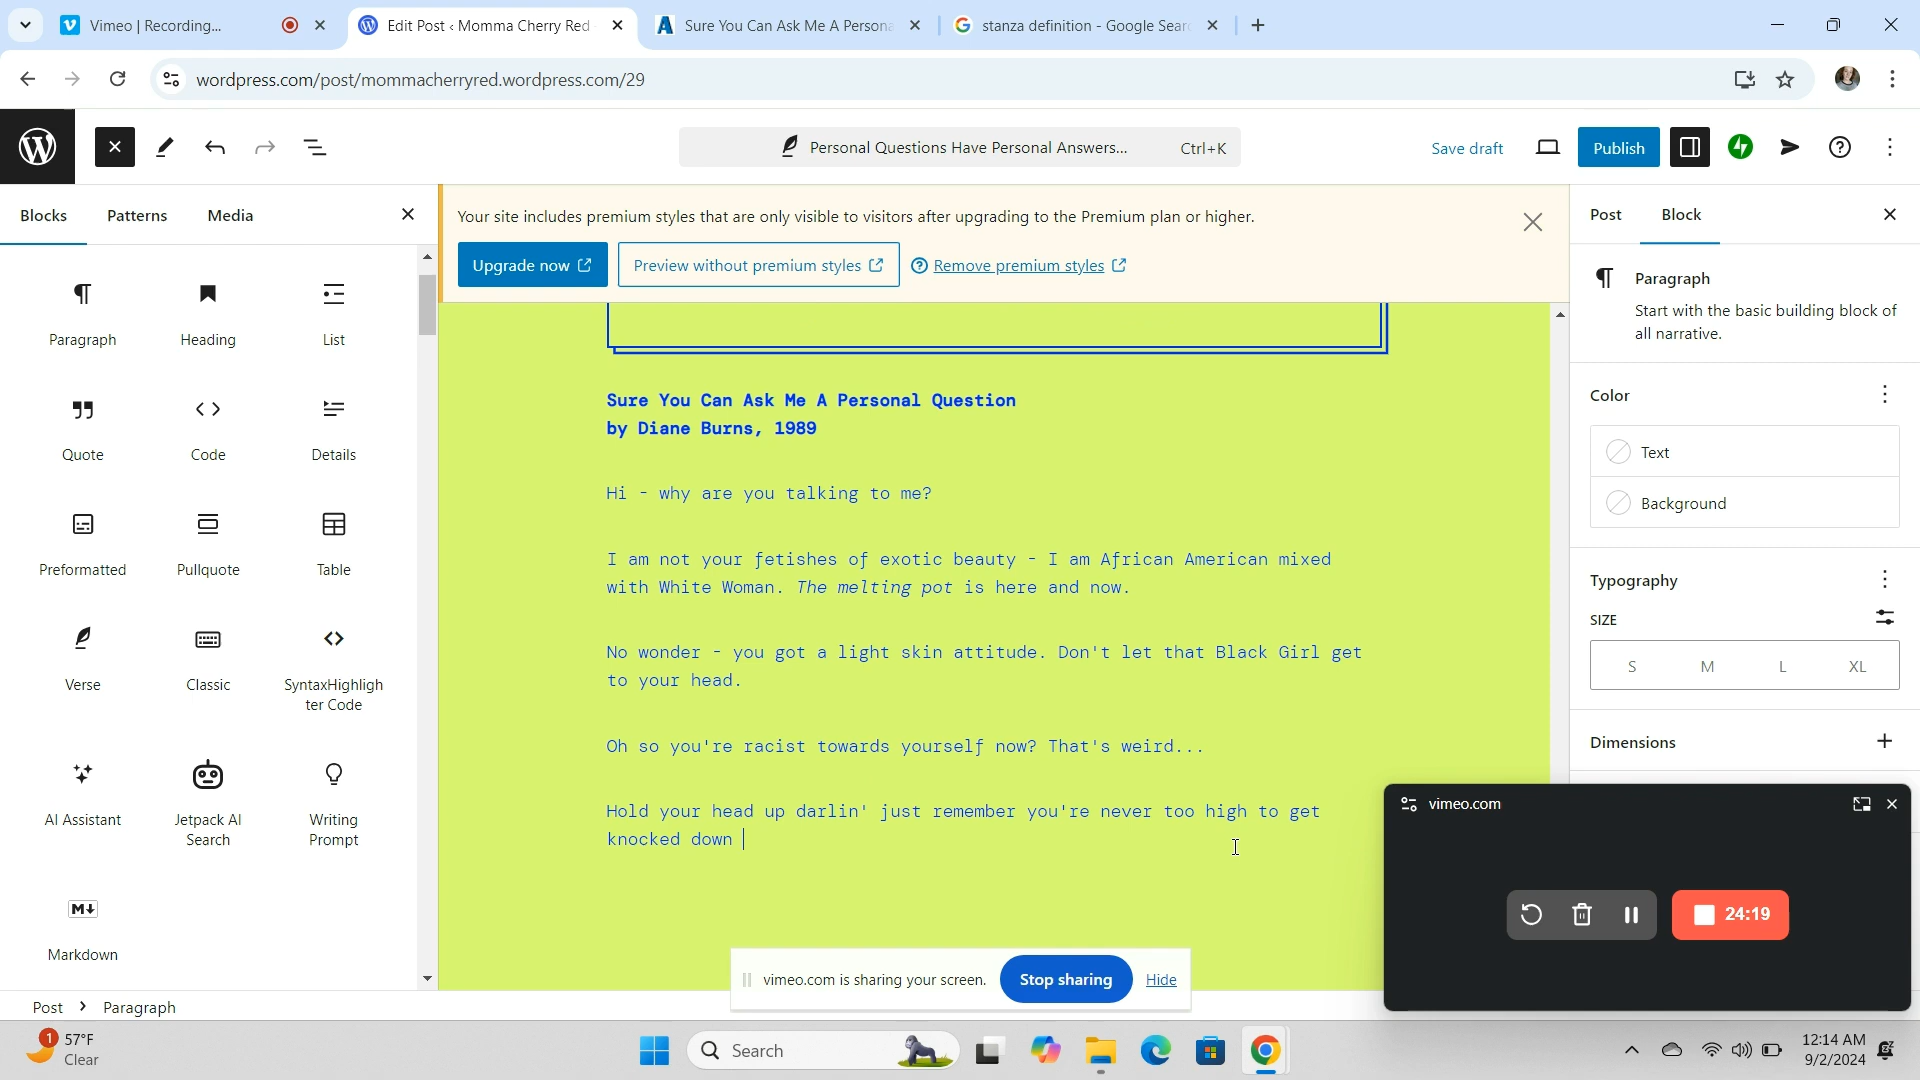 Vimeo | Recording...
Edit Post ‹ Momma Cherry Red
Sure You Can Ask Me A Persona
stanza definition - Google Sear
wordpress.com/post/mommacherryred.wordpress.com/29
Personal Questions Have Personal Answers... Ctrl+K
Save draft
Publish
Blocks Patterns Media
Your site includes premium styles that are only visible to visitors after upgrading to the Premium plan or higher.
Upgrade now
Preview without premium styles
Remove premium styles
Post Block
Paragraph
Start with the basic building block of
all narrative.
Color
Text
Background
Typography
SIZE
S M L XL
Dimensions
Paragraph Heading List
Quote Code Details
Preformatted Pullquote Table
Verse Classic SyntaxHighligh
ter Code
AI Assistant Jetpack AI
Search Writing
Prompt
M
Markdown
Sure You Can Ask Me A Personal Question
by Diane Burns, 1989
Hi - why are you talking to me?
I am not your fetishes of exotic beauty - I am African American mixed
with White Woman. The melting pot is here and now.
No wonder - you got a light skin attitude. Don't let that Black Girl get
to your head.
Oh so you're racist towards yourself now? That's weird...
Hold your head up darlin' just remember you're never too high to get
knocked down
vimeo.com
24:19
vimeo.com is sharing your screen.
Stop sharing
Hide
Post Paragraph
1
57°F
Clear
Search
12:14 AM
9/2/2024